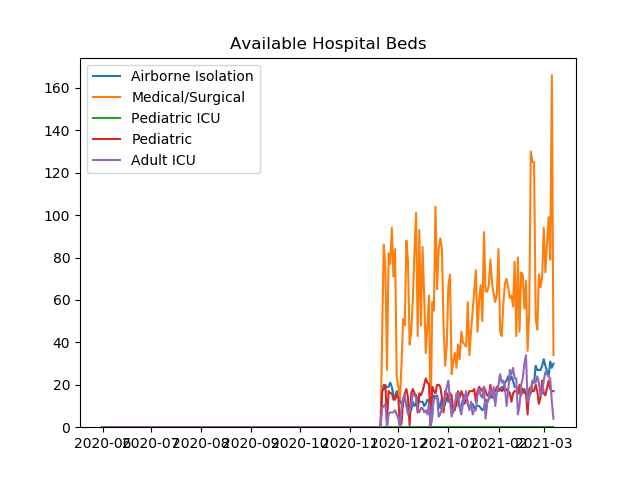 Available Hospital Beds
Airborne Isolation
Medical/Surgical
Pediatric ICU
Pediatric
Adult ICU
160
140
120
100
80
60
40
20
0
2020-06 2020-07 2020-08 2020-09 2020-10 2020-11 2020-12 2021-01 2021-02 2021-03